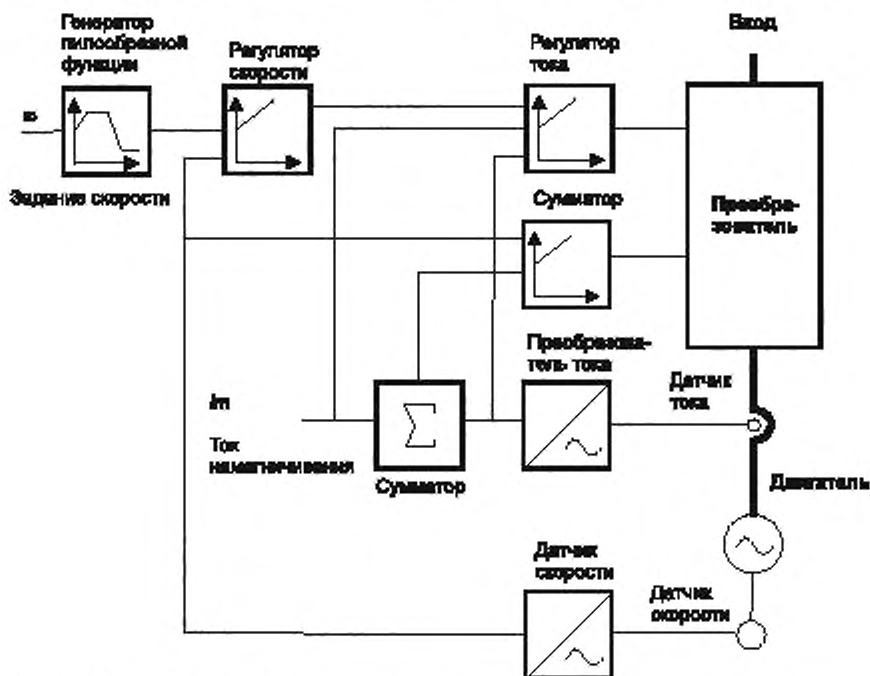 Генератор
пилообразной
функции
Регулятор
скорости
Регулятор
тока
Вход
ω
Задание скорости
Сумматор
Преобра-
зователь
Преобразова-
тель тока
Датчик
тока
Im
Ток
намагничивания
Сумматор
Двигатель
Датчик
скорости
Датчик
скорости